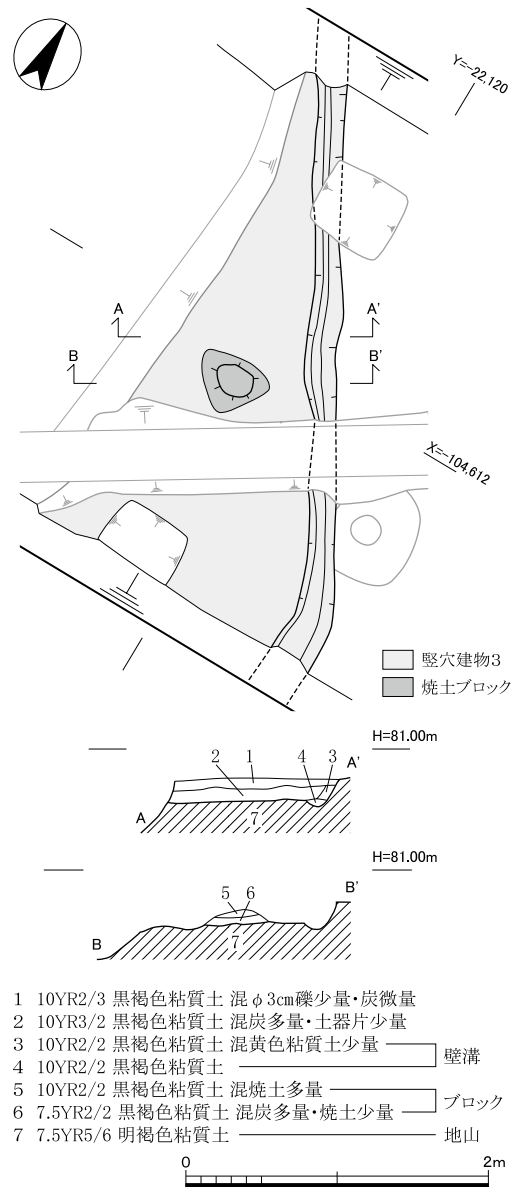 Y=-22,120
A A'
B B'
X=-104,612
竪穴建物3
焼土ブロック
H=81.00m
2 1 4 3 A'
A 7
H=81.00m
5 6 B'
B 7
1 10YR2/3 黒褐色粘質土 混φ3㎝礫少量・炭微量
2 10YR3/2 黒褐色粘質土 混炭多量・土器片少量
3 10YR2/2 黒褐色粘質土 混黄色粘質土少量
壁溝
4 10YR2/2 黒褐色粘質土
5 10YR2/2 黒褐色粘質土 混焼土多量
ブロック
6 7.5YR2/2 黒褐色粘質土 混炭多量・焼土少量
7 7.5YR5/6 明褐色粘質土 地山
0 2m